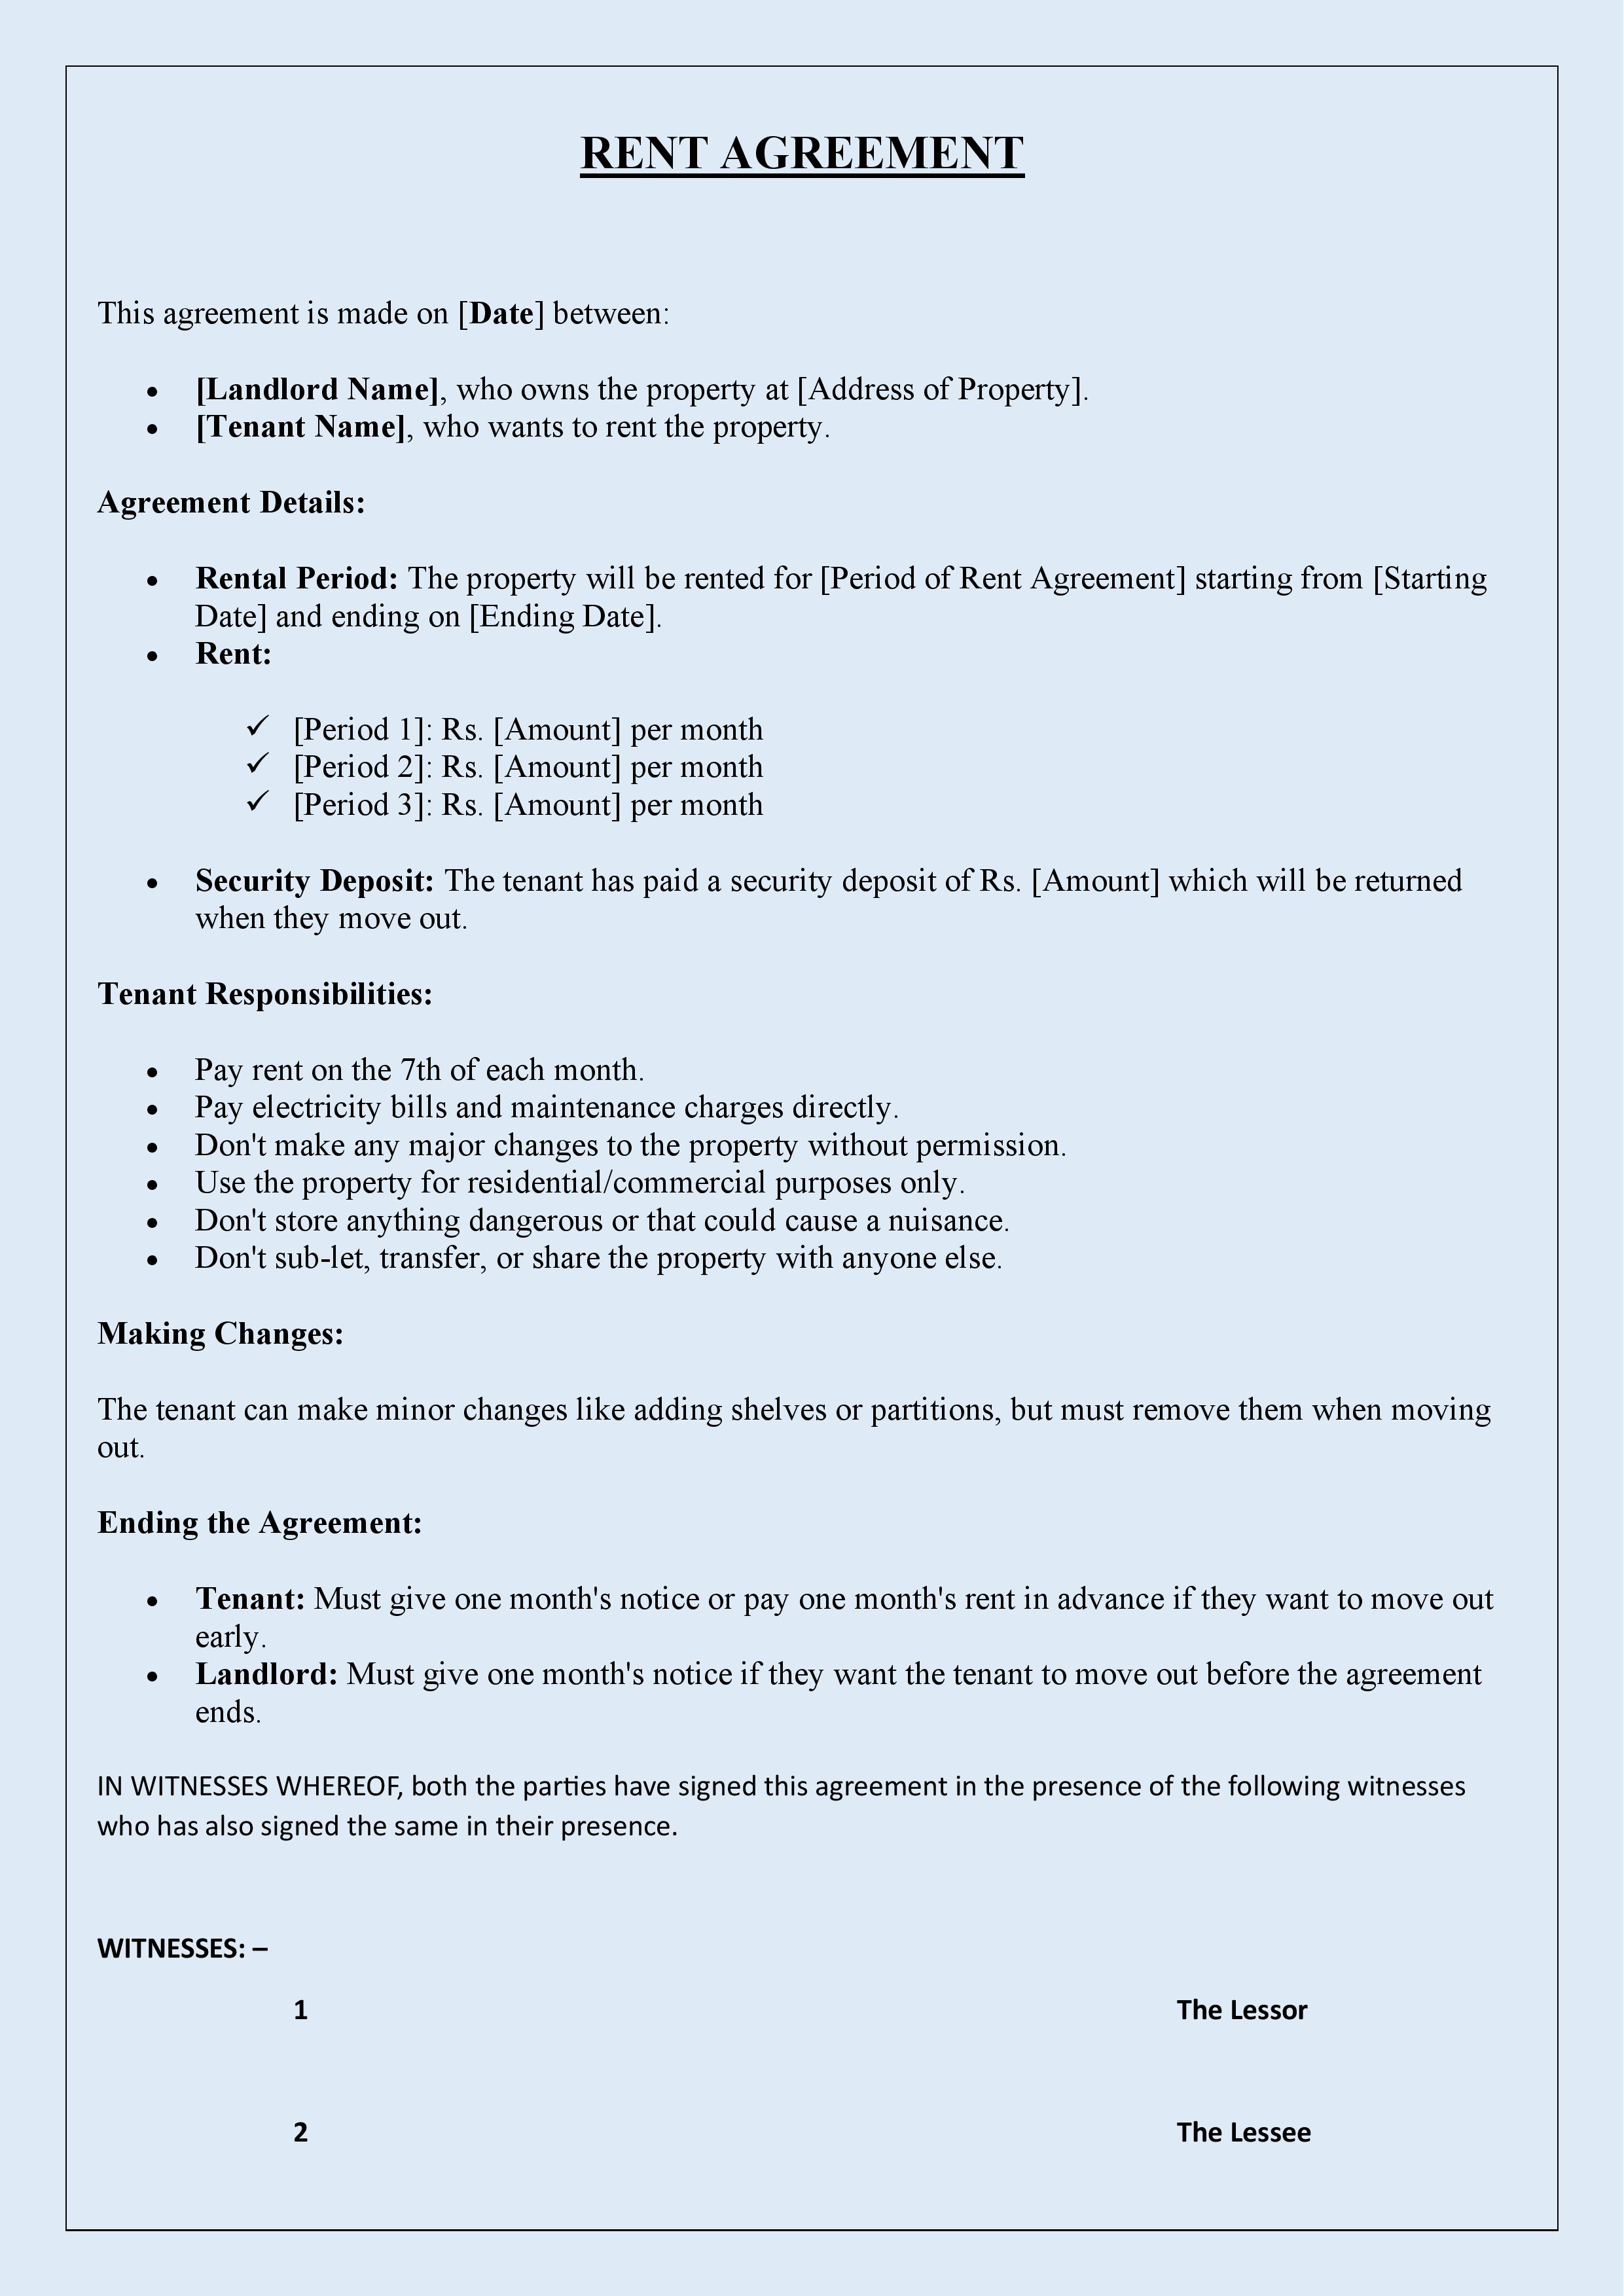 RENT AGREEMENT
This agreement is made on [Date] between:
• [Landlord Name], who owns the property at [Address of Property].
• [Tenant Name], who wants to rent the property.
Agreement Details:
• Rental Period: The property will be rented for [Period of Rent Agreement] starting from [Starting
Date] and ending on [Ending Date].
• Rent:
✓ [Period 1]: Rs. [Amount] per month
✓ [Period 2]: Rs. [Amount] per month
✓ [Period 3]: Rs. [Amount] per month
• Security Deposit: The tenant has paid a security deposit of Rs. [Amount] which will be returned
when they move out.
Tenant Responsibilities:
• Pay rent on the 7th of each month.
• Pay electricity bills and maintenance charges directly.
• Don't make any major changes to the property without permission.
• Use the property for residential/commercial purposes only.
• Don't store anything dangerous or that could cause a nuisance.
• Don't sub-let, transfer, or share the property with anyone else.
Making Changes:
The tenant can make minor changes like adding shelves or partitions, but must remove them when moving
out.
Ending the Agreement:
• Tenant: Must give one month's notice or pay one month's rent in advance if they want to move out
early.
• Landlord: Must give one month's notice if they want the tenant to move out before the agreement
ends.
IN WITNESSES WHEREOF, both the parties have signed this agreement in the presence of the following witnesses
who has also signed the same in their presence.
WITNESSES: –
1 The Lessor
2 The Lessee